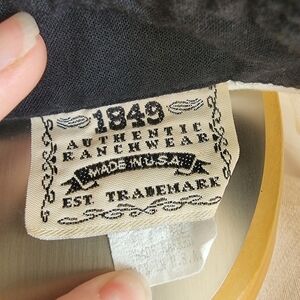 1849
AUTHENTIC
RANCHWEAR
MADE IN U.S.A.
EST. TRADEMARK